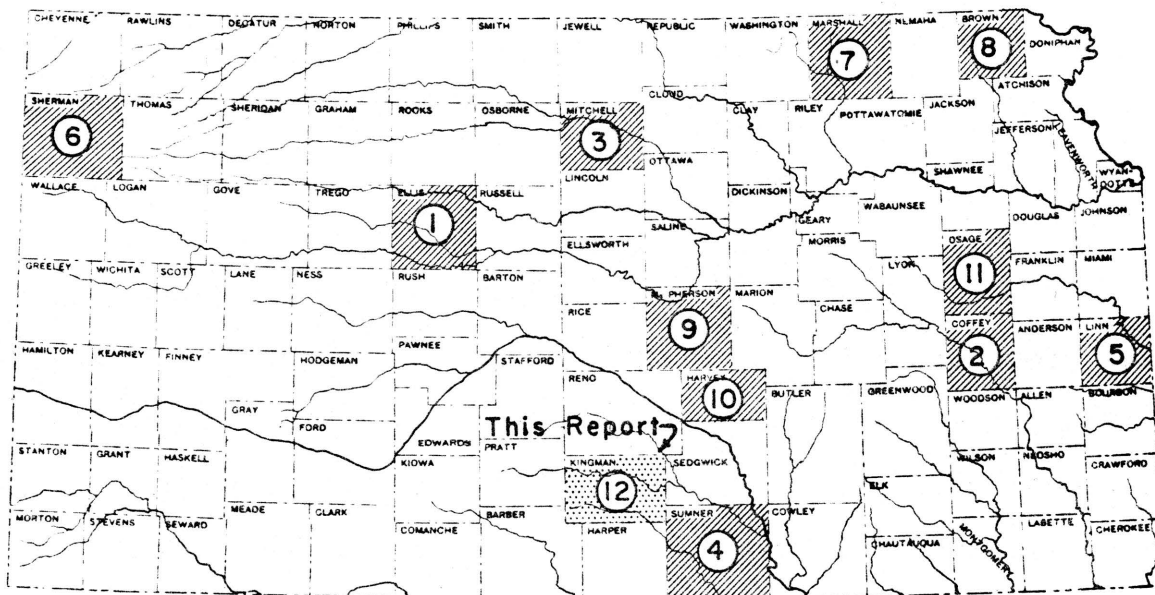 CHEYENNE
RAWLINS
DECATUR
NORTON
PHILLIPS
SMITH
JEWELL
REPUBLIC
WASHINGTON
MARSHALL
NEMAHA
BROWN
DONIPHAN
7
8
ATCHISON
SHERMAN
THOMAS
SHERIDAN
GRAHAM
ROOKS
OSBORNE
MITCHELL
CLOUD
CLAY
RILEY
POTTAWATOMIE
JACKSON
JEFFERSON
LEAVENWORTH
6
3
OTTAWA
LINCOLN
SHAWNEE
WYAN-
DOTTE
WALLACE
LOGAN
GOVE
TREGO
ELLIS
RUSSELL
DICKINSON
WABAUNSEE
1
SALINE
GEARY
DOUGLAS
JOHNSON
ELLSWORTH
MORRIS
OSAGE
GREELEY
WICHITA
SCOTT
LANE
NESS
RUSH
BARTON
LYON
FRANKLIN
MIAMI
11
Mc PHERSON
MARION
RICE
CHASE
9
COFFEY
ANDERSON
LINN
HAMILTON
KEARNEY
FINNEY
HODGEMAN
PAWNEE
STAFFORD
2
5
RENO
HARVEY
BUTLER
GREENWOOD
WOODSON
ALLEN
BOURBON
10
GRAY
FORD
This Report
EDWARDS
PRATT
STANTON
GRANT
HASKELL
KIOWA
KINGMAN
SEDGWICK
WILSON
NEOSHO
CRAWFORD
12
ELK
MORTON
STEVENS
SEWARD
MEADE
CLARK
COMANCHE
BARBER
HARPER
SUMNER
COWLEY
4
CHAUTAUQUA
MONTGOMERY
LABETTE
CHEROKEE